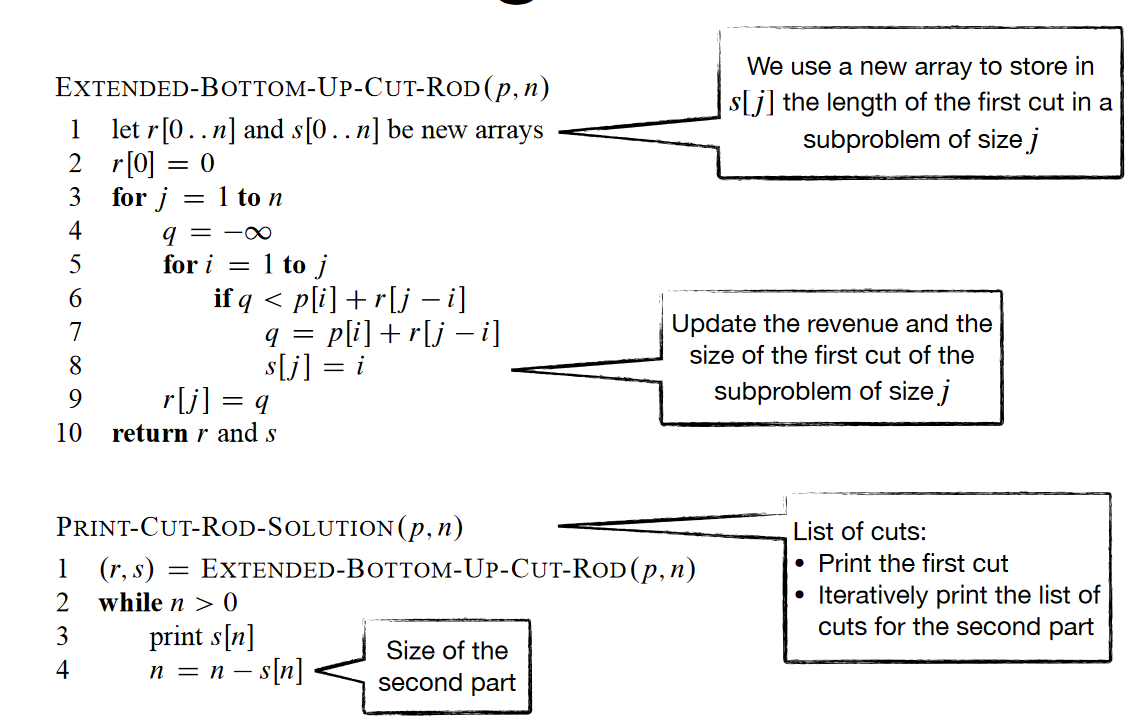 We use a new array to store in
s[j] the length of the first cut in a
subproblem of size j
EXTENDED-BOTTOM-UP-CUT-ROD(p, n)
1 let r[0 . . n] and s[0 . . n] be new arrays
2 r[0] = 0
3 for j = 1 to n
4 q = −∞
5 for i = 1 to j
6 if q < p[i] + r[j − i]
7 q = p[i] + r[j − i]
8 s[j] = i
9 r[j] = q
10 return r and s
Update the revenue and the
size of the first cut of the
subproblem of size j
PRINT-CUT-ROD-SOLUTION(p, n)
1 (r, s) = EXTENDED-BOTTOM-UP-CUT-ROD(p, n)
2 while n > 0
3 print s[n]
4 n = n − s[n]
List of cuts:
• Print the first cut
• Iteratively print the list of
cuts for the second part
Size of the
second part